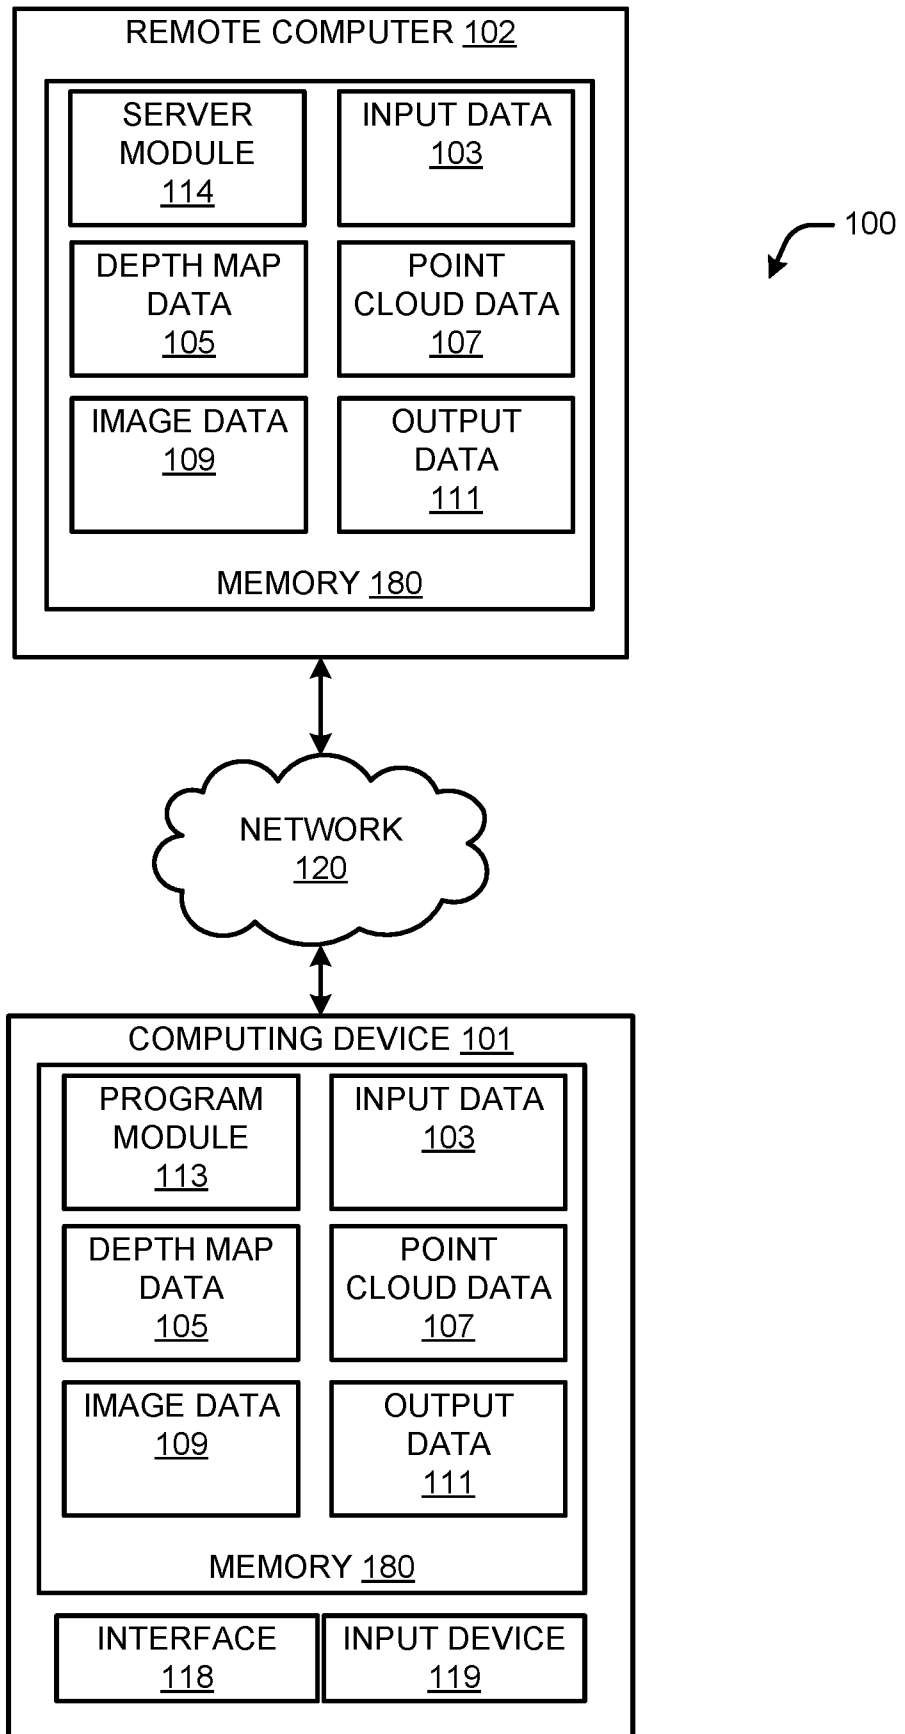 REMOTE COMPUTER 102
SERVER
MODULE
114
INPUT DATA
103
100
DEPTH MAP
DATA
105
POINT
CLOUD DATA
107
IMAGE DATA
109
OUTPUT
DATA
111
MEMORY 180
NETWORK
120
COMPUTING DEVICE 101
PROGRAM
MODULE
113
INPUT DATA
103
DEPTH MAP
DATA
105
POINT
CLOUD DATA
107
IMAGE DATA
109
OUTPUT
DATA
111
MEMORY 180
INTERFACE
118
INPUT DEVICE
119